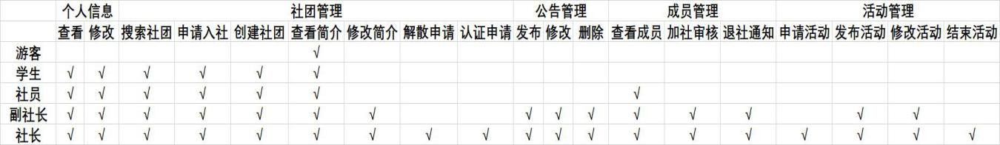 个人信息 社团管理 公告管理 成员管理 活动管理
查看 修改 搜索社团 申请入社 创建社团 查看简介 修改简介 解散申请 认证申请 发布 修改 删除 查看成员 加社审核 退社通知 申请活动 发布活动 修改活动 结束活动
游客 √
学生 √ √ √ √ √ √
社员 √ √ √ √ √ √ √
副社长 √ √ √ √ √ √ √ √ √ √ √ √ √ √ √
社长 √ √ √ √ √ √ √ √ √ √ √ √ √ √ √ √ √ √ √